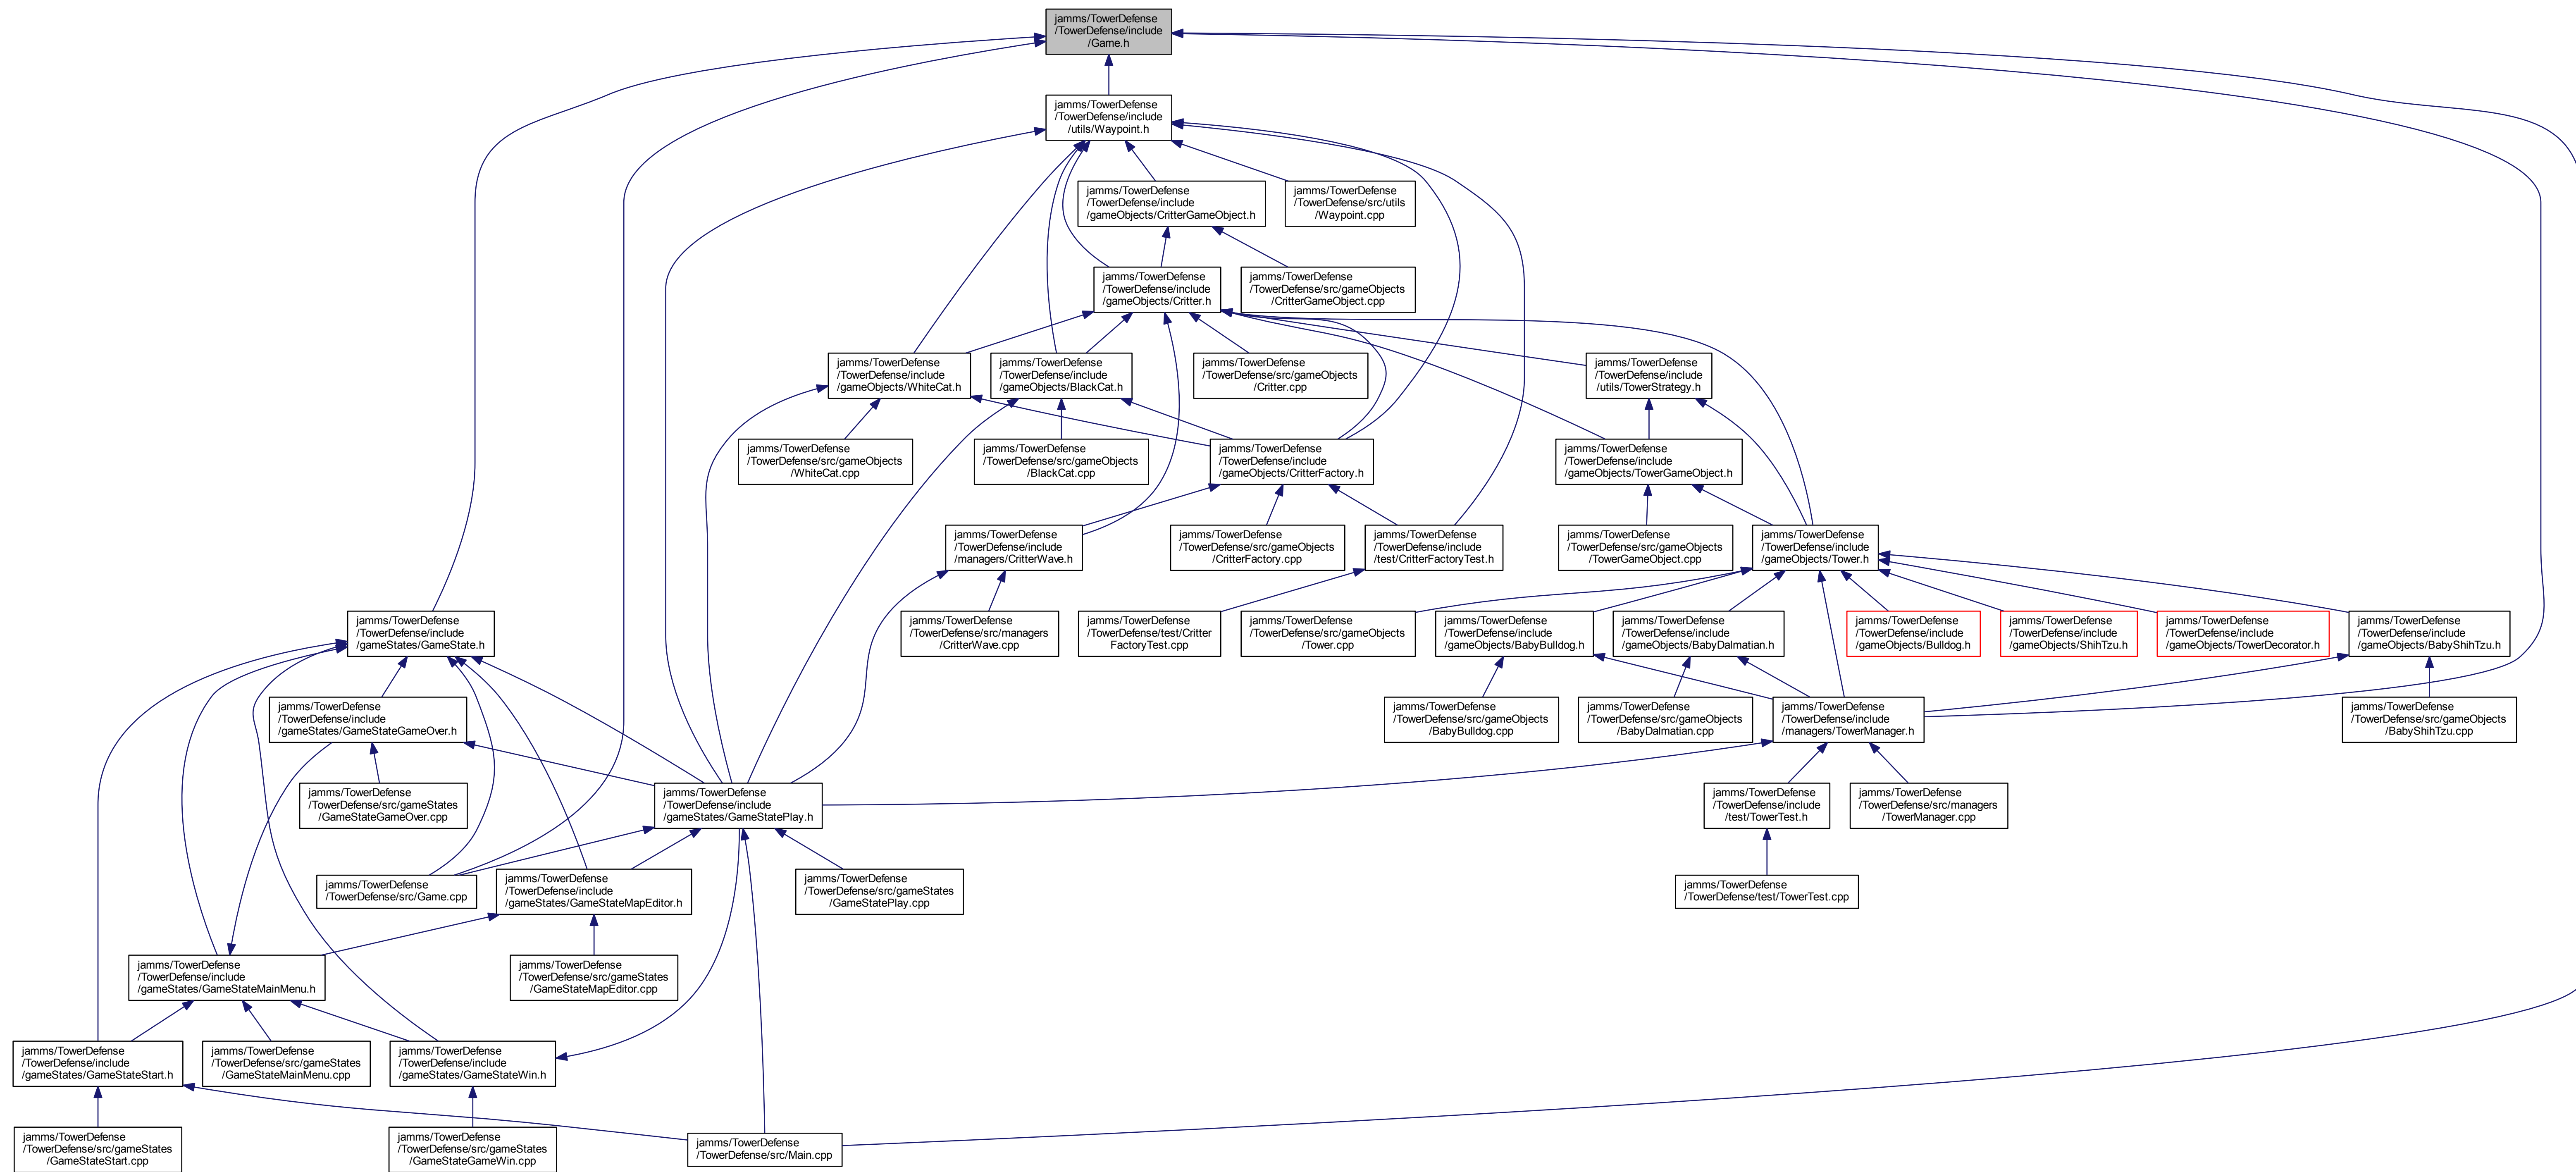 jamms/TowerDefense
/TowerDefense/include
/Game.h
jamms/TowerDefense
/TowerDefense/include
/utils/Waypoint.h
jamms/TowerDefense
/TowerDefense/include
/gameObjects/CritterGameObject.h
jamms/TowerDefense
/TowerDefense/src/utils
/Waypoint.cpp
jamms/TowerDefense
/TowerDefense/include
/gameObjects/Critter.h
jamms/TowerDefense
/TowerDefense/src/gameObjects
/CritterGameObject.cpp
jamms/TowerDefense
/TowerDefense/include
/gameObjects/WhiteCat.h
jamms/TowerDefense
/TowerDefense/include
/gameObjects/BlackCat.h
jamms/TowerDefense
/TowerDefense/src/gameObjects
/Critter.cpp
jamms/TowerDefense
/TowerDefense/include
/utils/TowerStrategy.h
jamms/TowerDefense
/TowerDefense/src/gameObjects
/WhiteCat.cpp
jamms/TowerDefense
/TowerDefense/src/gameObjects
/BlackCat.cpp
jamms/TowerDefense
/TowerDefense/include
/gameObjects/CritterFactory.h
jamms/TowerDefense
/TowerDefense/include
/gameObjects/TowerGameObject.h
jamms/TowerDefense
/TowerDefense/include
/managers/CritterWave.h
jamms/TowerDefense
/TowerDefense/src/gameObjects
/CritterFactory.cpp
jamms/TowerDefense
/TowerDefense/include
/test/CritterFactoryTest.h
jamms/TowerDefense
/TowerDefense/src/gameObjects
/TowerGameObject.cpp
jamms/TowerDefense
/TowerDefense/include
/gameObjects/Tower.h
jamms/TowerDefense
/TowerDefense/include
/gameStates/GameState.h
jamms/TowerDefense
/TowerDefense/src/managers
/CritterWave.cpp
jamms/TowerDefense
/TowerDefense/test/Critter
FactoryTest.cpp
jamms/TowerDefense
/TowerDefense/src/gameObjects
/Tower.cpp
jamms/TowerDefense
/TowerDefense/include
/gameObjects/BabyBulldog.h
jamms/TowerDefense
/TowerDefense/include
/gameObjects/BabyDalmatian.h
jamms/TowerDefense
/TowerDefense/include
/gameObjects/Bulldog.h
jamms/TowerDefense
/TowerDefense/include
/gameObjects/ShihTzu.h
jamms/TowerDefense
/TowerDefense/include
/gameObjects/TowerDecorator.h
jamms/TowerDefense
/TowerDefense/include
/gameObjects/BabyShihTzu.h
jamms/TowerDefense
/TowerDefense/include
/gameStates/GameStateGameOver.h
jamms/TowerDefense
/TowerDefense/src/gameObjects
/BabyBulldog.cpp
jamms/TowerDefense
/TowerDefense/src/gameObjects
/BabyDalmatian.cpp
jamms/TowerDefense
/TowerDefense/include
/managers/TowerManager.h
jamms/TowerDefense
/TowerDefense/src/gameObjects
/BabyShihTzu.cpp
jamms/TowerDefense
/TowerDefense/src/gameStates
/GameStateGameOver.cpp
jamms/TowerDefense
/TowerDefense/include
/gameStates/GameStatePlay.h
jamms/TowerDefense
/TowerDefense/include
/test/TowerTest.h
jamms/TowerDefense
/TowerDefense/src/managers
/TowerManager.cpp
jamms/TowerDefense
/TowerDefense/src/Game.cpp
jamms/TowerDefense
/TowerDefense/include
/gameStates/GameStateMapEditor.h
jamms/TowerDefense
/TowerDefense/src/gameStates
/GameStatePlay.cpp
jamms/TowerDefense
/TowerDefense/test/TowerTest.cpp
jamms/TowerDefense
/TowerDefense/include
/gameStates/GameStateMainMenu.h
jamms/TowerDefense
/TowerDefense/src/gameStates
/GameStateMapEditor.cpp
jamms/TowerDefense
/TowerDefense/include
/gameStates/GameStateStart.h
jamms/TowerDefense
/TowerDefense/src/gameStates
/GameStateMainMenu.cpp
jamms/TowerDefense
/TowerDefense/include
/gameStates/GameStateWin.h
jamms/TowerDefense
/TowerDefense/src/gameStates
/GameStateStart.cpp
jamms/TowerDefense
/TowerDefense/src/gameStates
/GameStateGameWin.cpp
jamms/TowerDefense
/TowerDefense/src/Main.cpp